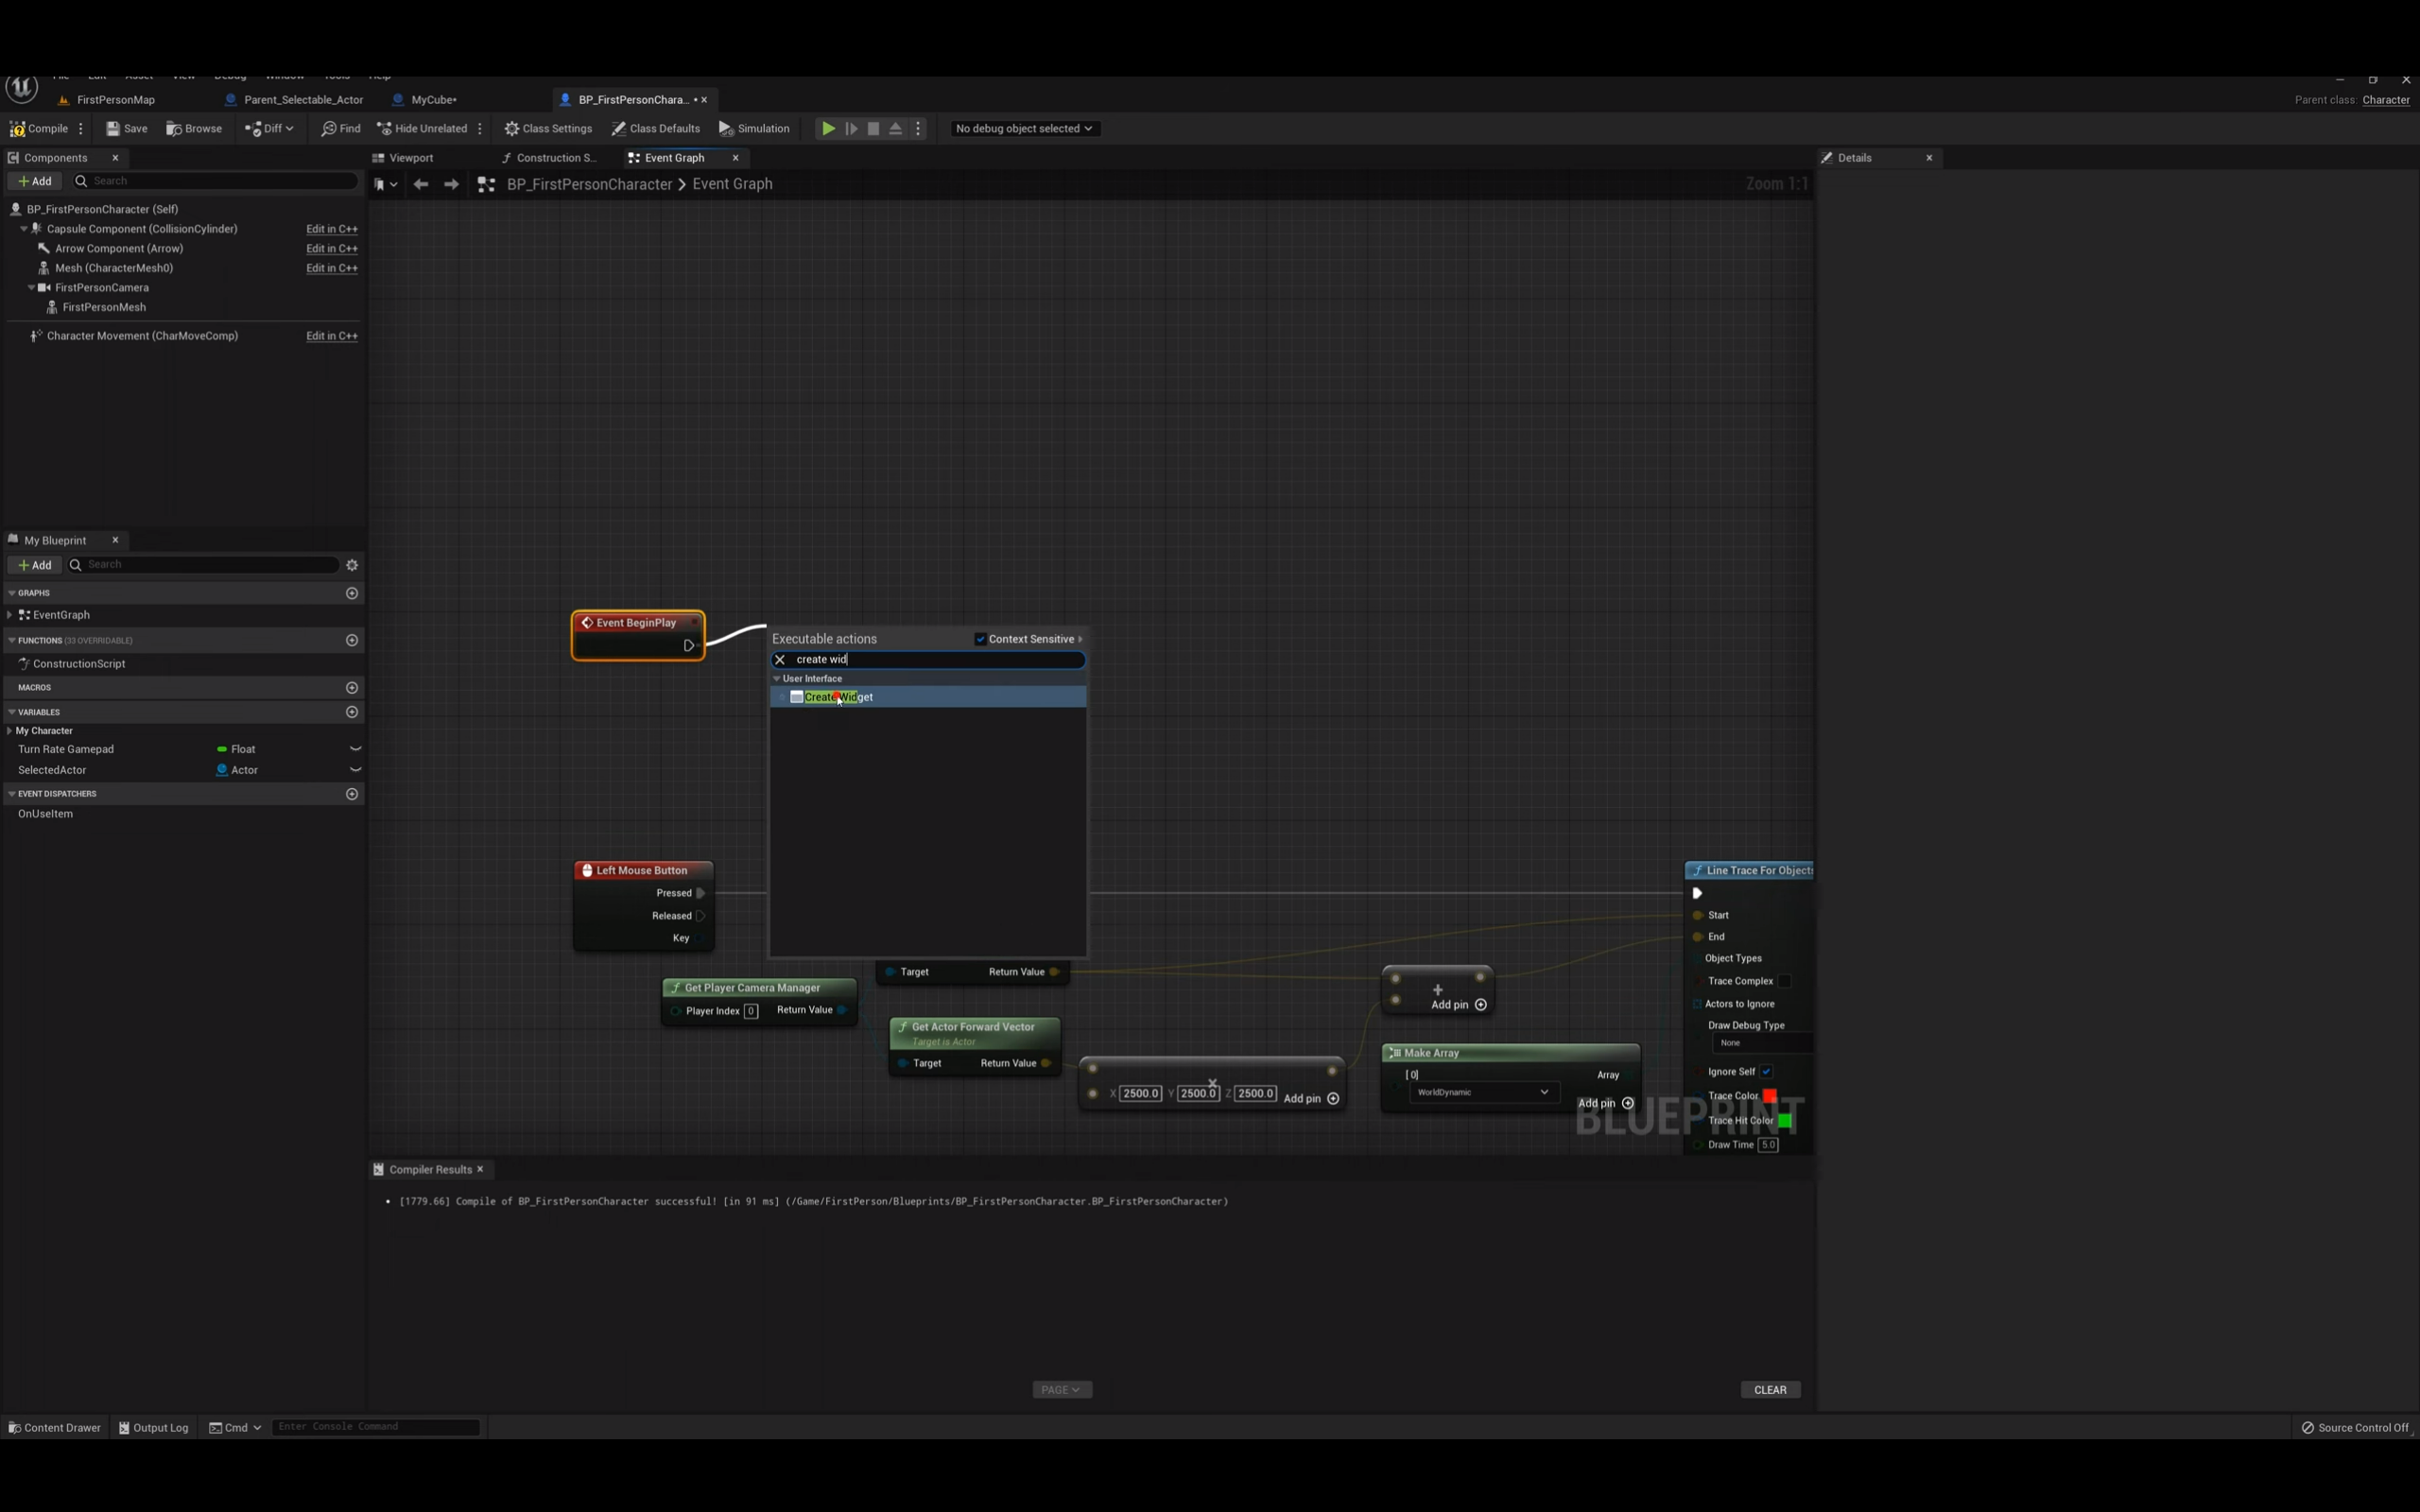 File Edit Asset View Debug Window Tools Help
FirstPersonMap Parent_Selectable_Actor MyCube• BP_FirstPersonChara... •
Parent class: Character
Compile Save Browse Diff Find Hide Unrelated Class Settings Class Defaults Simulation No debug object selected
Components
Add Search
BP_FirstPersonCharacter (Self)
Capsule Component (CollisionCylinder) Edit in C++
Arrow Component (Arrow) Edit in C++
Mesh (CharacterMesh0) Edit in C++
FirstPersonCamera
FirstPersonMesh
Character Movement (CharMoveComp) Edit in C++
My Blueprint
Add Search
GRAPHS
EventGraph
FUNCTIONS (33 OVERRIDABLE)
ConstructionScript
MACROS
VARIABLES
My Character
Turn Rate Gamepad Float
SelectedActor Actor
EVENT DISPATCHERS
OnUseItem
Viewport Construction S... Event Graph
BP_FirstPersonCharacter > Event Graph Zoom 1:1
Event BeginPlay
Executable actions Context Sensitive
create wid
User Interface
Create Widget
Left Mouse Button
Pressed
Released
Key
Target Return Value
Get Player Camera Manager
Player Index 0 Return Value
Get Actor Forward Vector
Target is Actor
Target Return Value
X 2500.0 Y 2500.0 Z 2500.0 Add pin
Add pin
Make Array
[0] Array
WorldDynamic
Add pin
Line Trace For Objects
Start
End
Object Types
Trace Complex
Actors to Ignore
Draw Debug Type
None
Ignore Self
Trace Color
Trace Hit Color
Draw Time 5.0
BLUEPRINT
Details
Compiler Results
[1779.66] Compile of BP_FirstPersonCharacter successful! [in 91 ms] (/Game/FirstPerson/Blueprints/BP_FirstPersonCharacter.BP_FirstPersonCharacter)
PAGE CLEAR
Content Drawer Output Log Cmd Enter Console Command Source Control Off